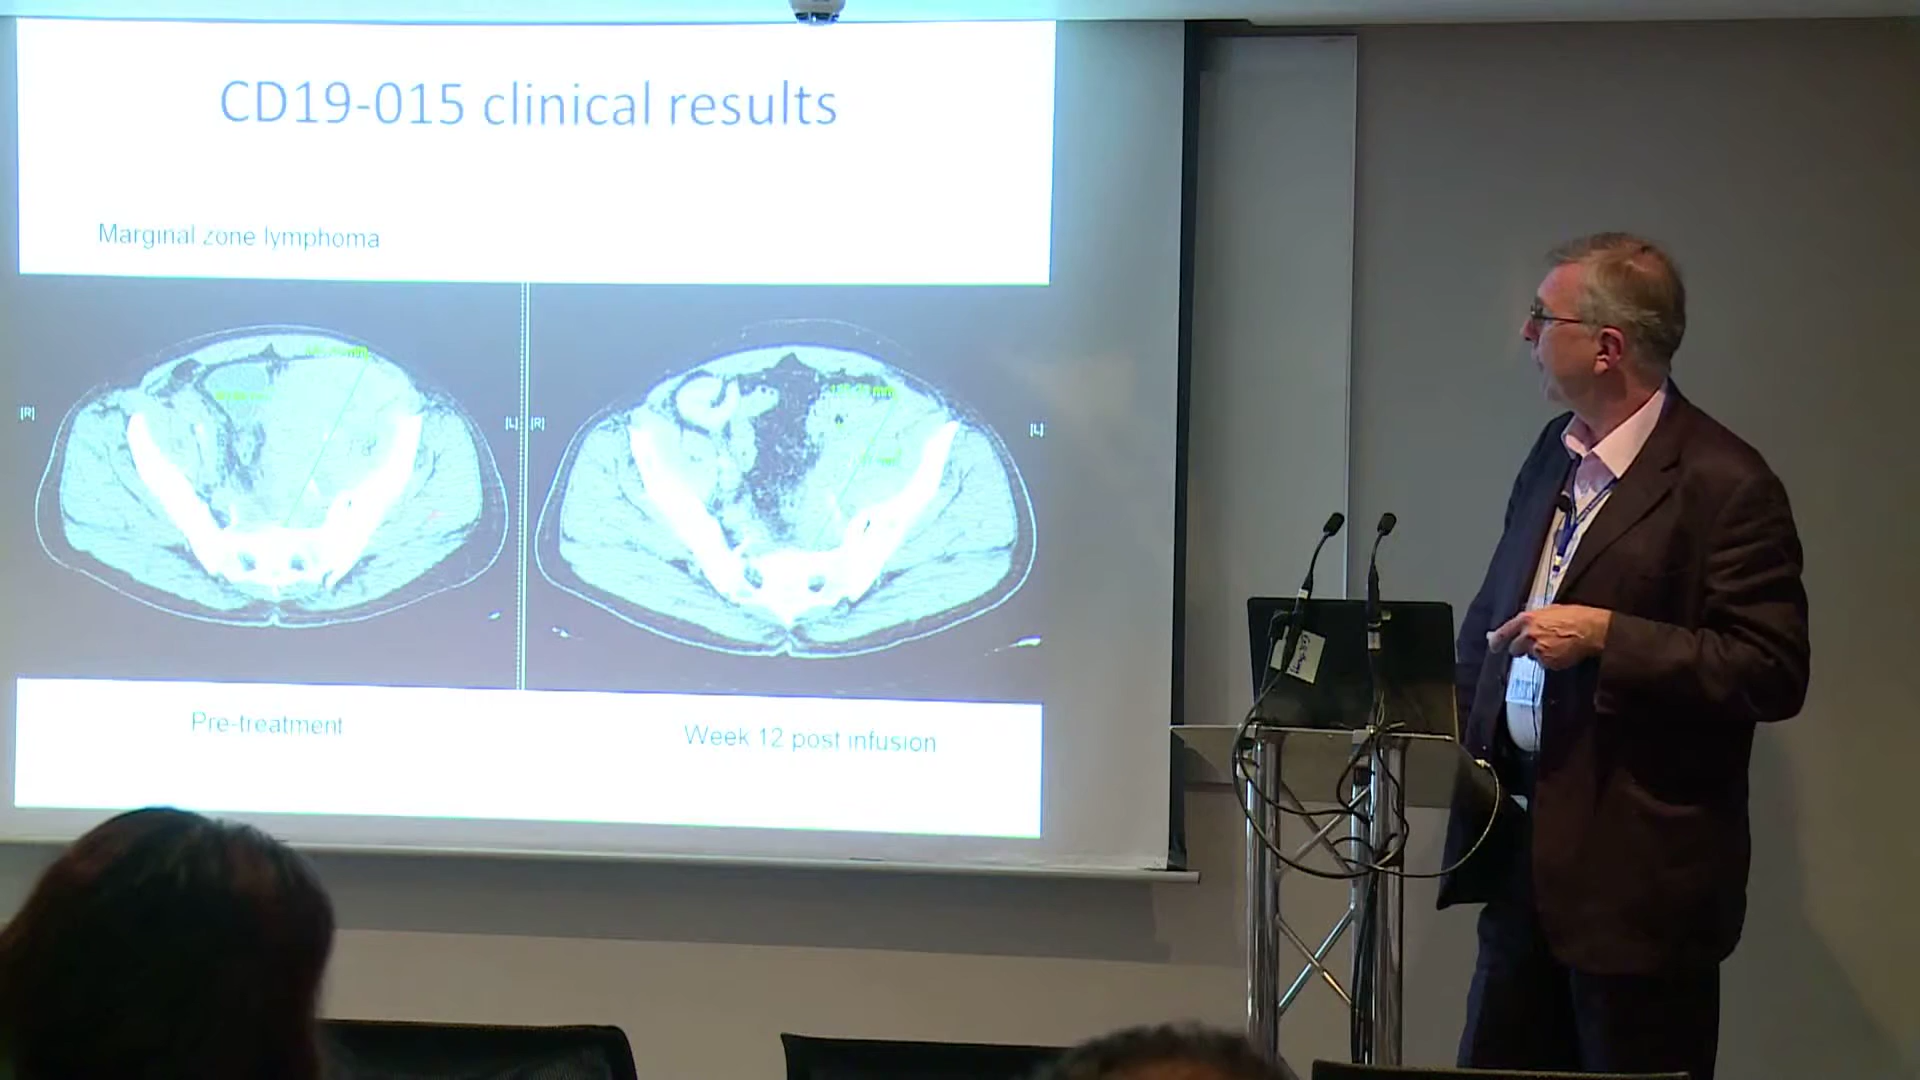 CD19-015 clinical results
Marginal zone lymphoma
[R]
[L]
[R]
[L]
Pre-treatment
Week 12 post infusion